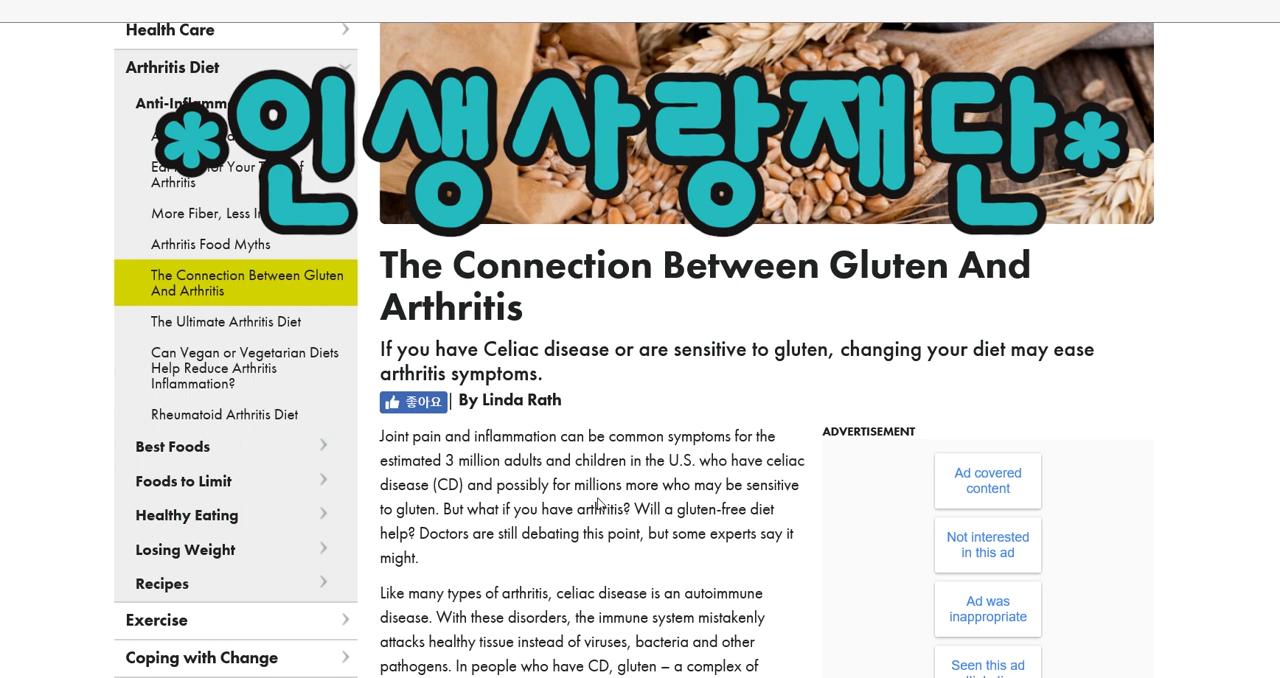 Health Care
Arthritis Diet
Anti-Inflamm
*인생사랑재단*
Arthritis
More Fiber, Less
Arthritis Food Myths
The Connection Between Gluten
And Arthritis
The Ultimate Arthritis Diet
Can Vegan or Vegetarian Diets
Help Reduce Arthritis
Inflammation?
Rheumatoid Arthritis Diet
Best Foods
Foods to Limit
Healthy Eating
Losing Weight
Recipes
Exercise
Coping with Change
The Connection Between Gluten And
Arthritis
If you have Celiac disease or are sensitive to gluten, changing your diet may ease
arthritis symptoms.
좋아요 | By Linda Rath
Joint pain and inflammation can be common symptoms for the
estimated 3 million adults and children in the U.S. who have celiac
disease (CD) and possibly for millions more who may be sensitive
to gluten. But what if you have arthritis? Will a gluten-free diet
help? Doctors are still debating this point, but some experts say it
might.
Like many types of arthritis, celiac disease is an autoimmune
disease. With these disorders, the immune system mistakenly
attacks healthy tissue instead of viruses, bacteria and other
pathogens. In people who have CD, gluten – a complex of
ADVERTISEMENT
Ad covered
content
Not interested
in this ad
Ad was
inappropriate
Seen this ad